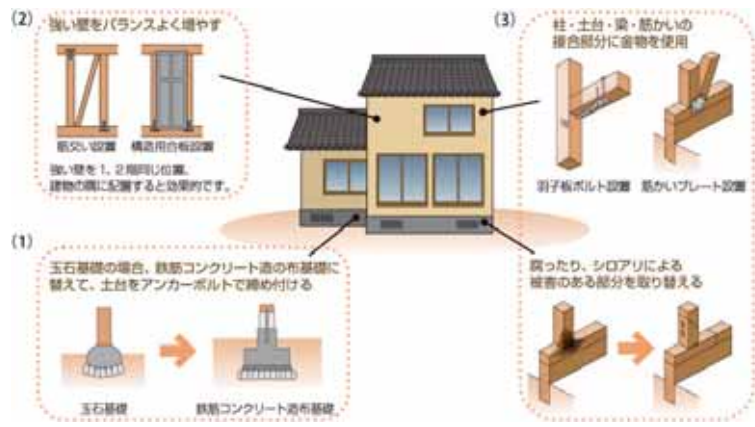 (2)
強い壁をバランスよく増やす
筋交い設置
構造用合板設置
強い壁を1、2階同じ位置、
建物の隅に配置すると効果的です。
(3)
柱・土台・梁・筋かいの
接合部分に金物を使用
羽子板ボルト設置
筋かいプレート設置
(1)
玉石基礎の場合、鉄筋コンクリート造の布基礎に
替えて、土台をアンカーボルトで締め付ける
玉石基礎
鉄筋コンクリート造布基礎
腐ったり、シロアリによる
被害のある部分を取り替える